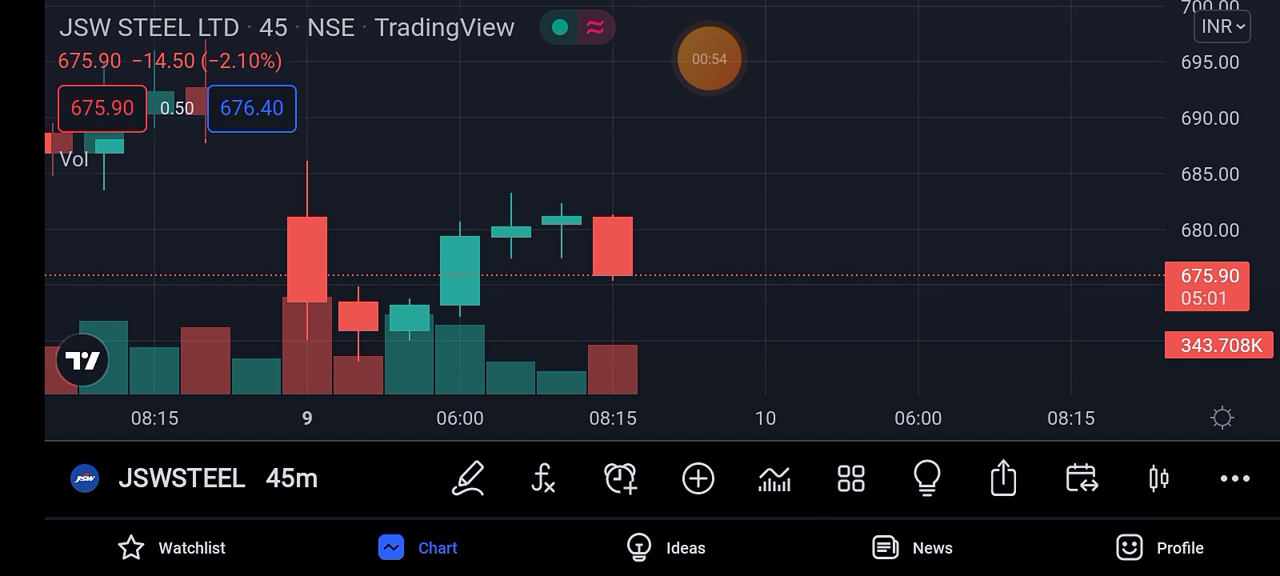 700.00
JSW STEEL LTD · 45 · NSE · TradingView
INR
00:54
675.90 −14.50 (−2.10%)
695.00
675.90 0.50 676.40
690.00
Vol
685.00
680.00
675.90
05:01
343.708K
08:15 9 06:00 08:15 10 06:00 08:15
JSW JSWSTEEL 45m
Watchlist Chart Ideas News Profile